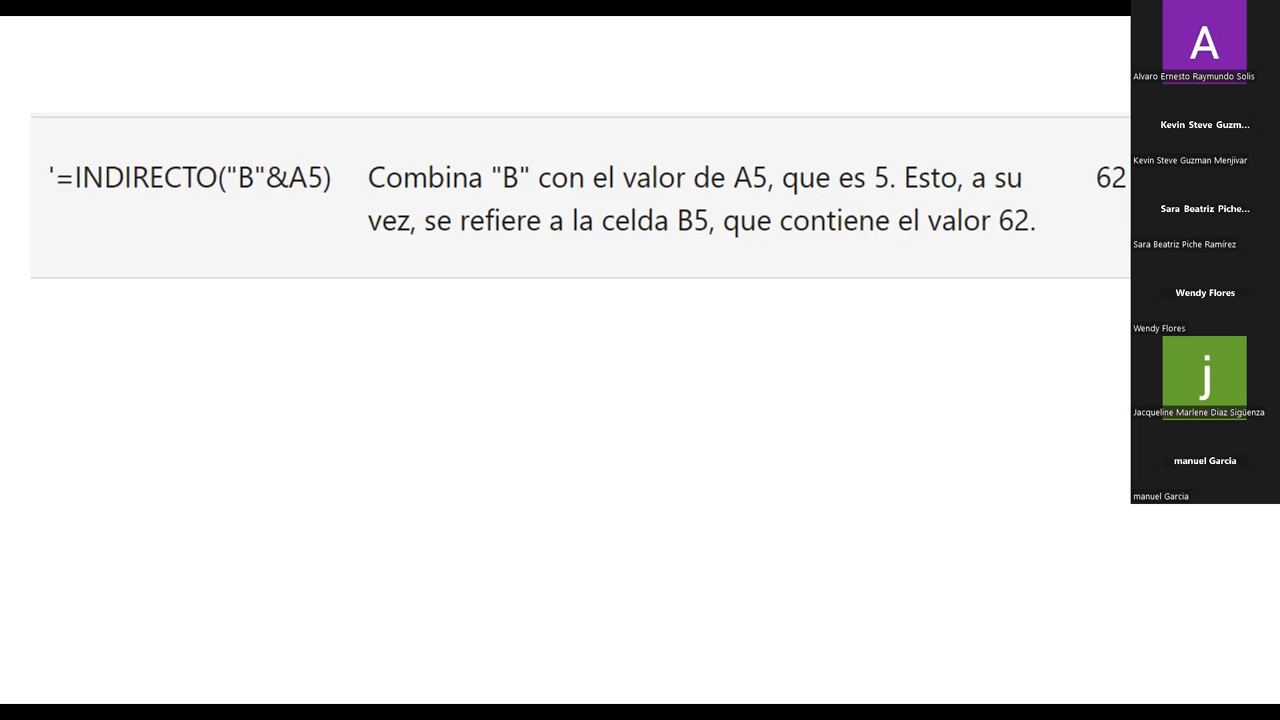 '=INDIRECTO("B"&A5)
Combina "B" con el valor de A5, que es 5. Esto, a su
vez, se refiere a la celda B5, que contiene el valor 62.
62
A
Alvaro Ernesto Raymundo Solis
Kevin Steve Guzm...
Kevin Steve Guzman Menjivar
Sara Beatriz Piche...
Sara Beatriz Piche Ramírez
Wendy Flores
Wendy Flores
j
Jacqueline Marlene Diaz Sigüenza
manuel Garcia
manuel Garcia